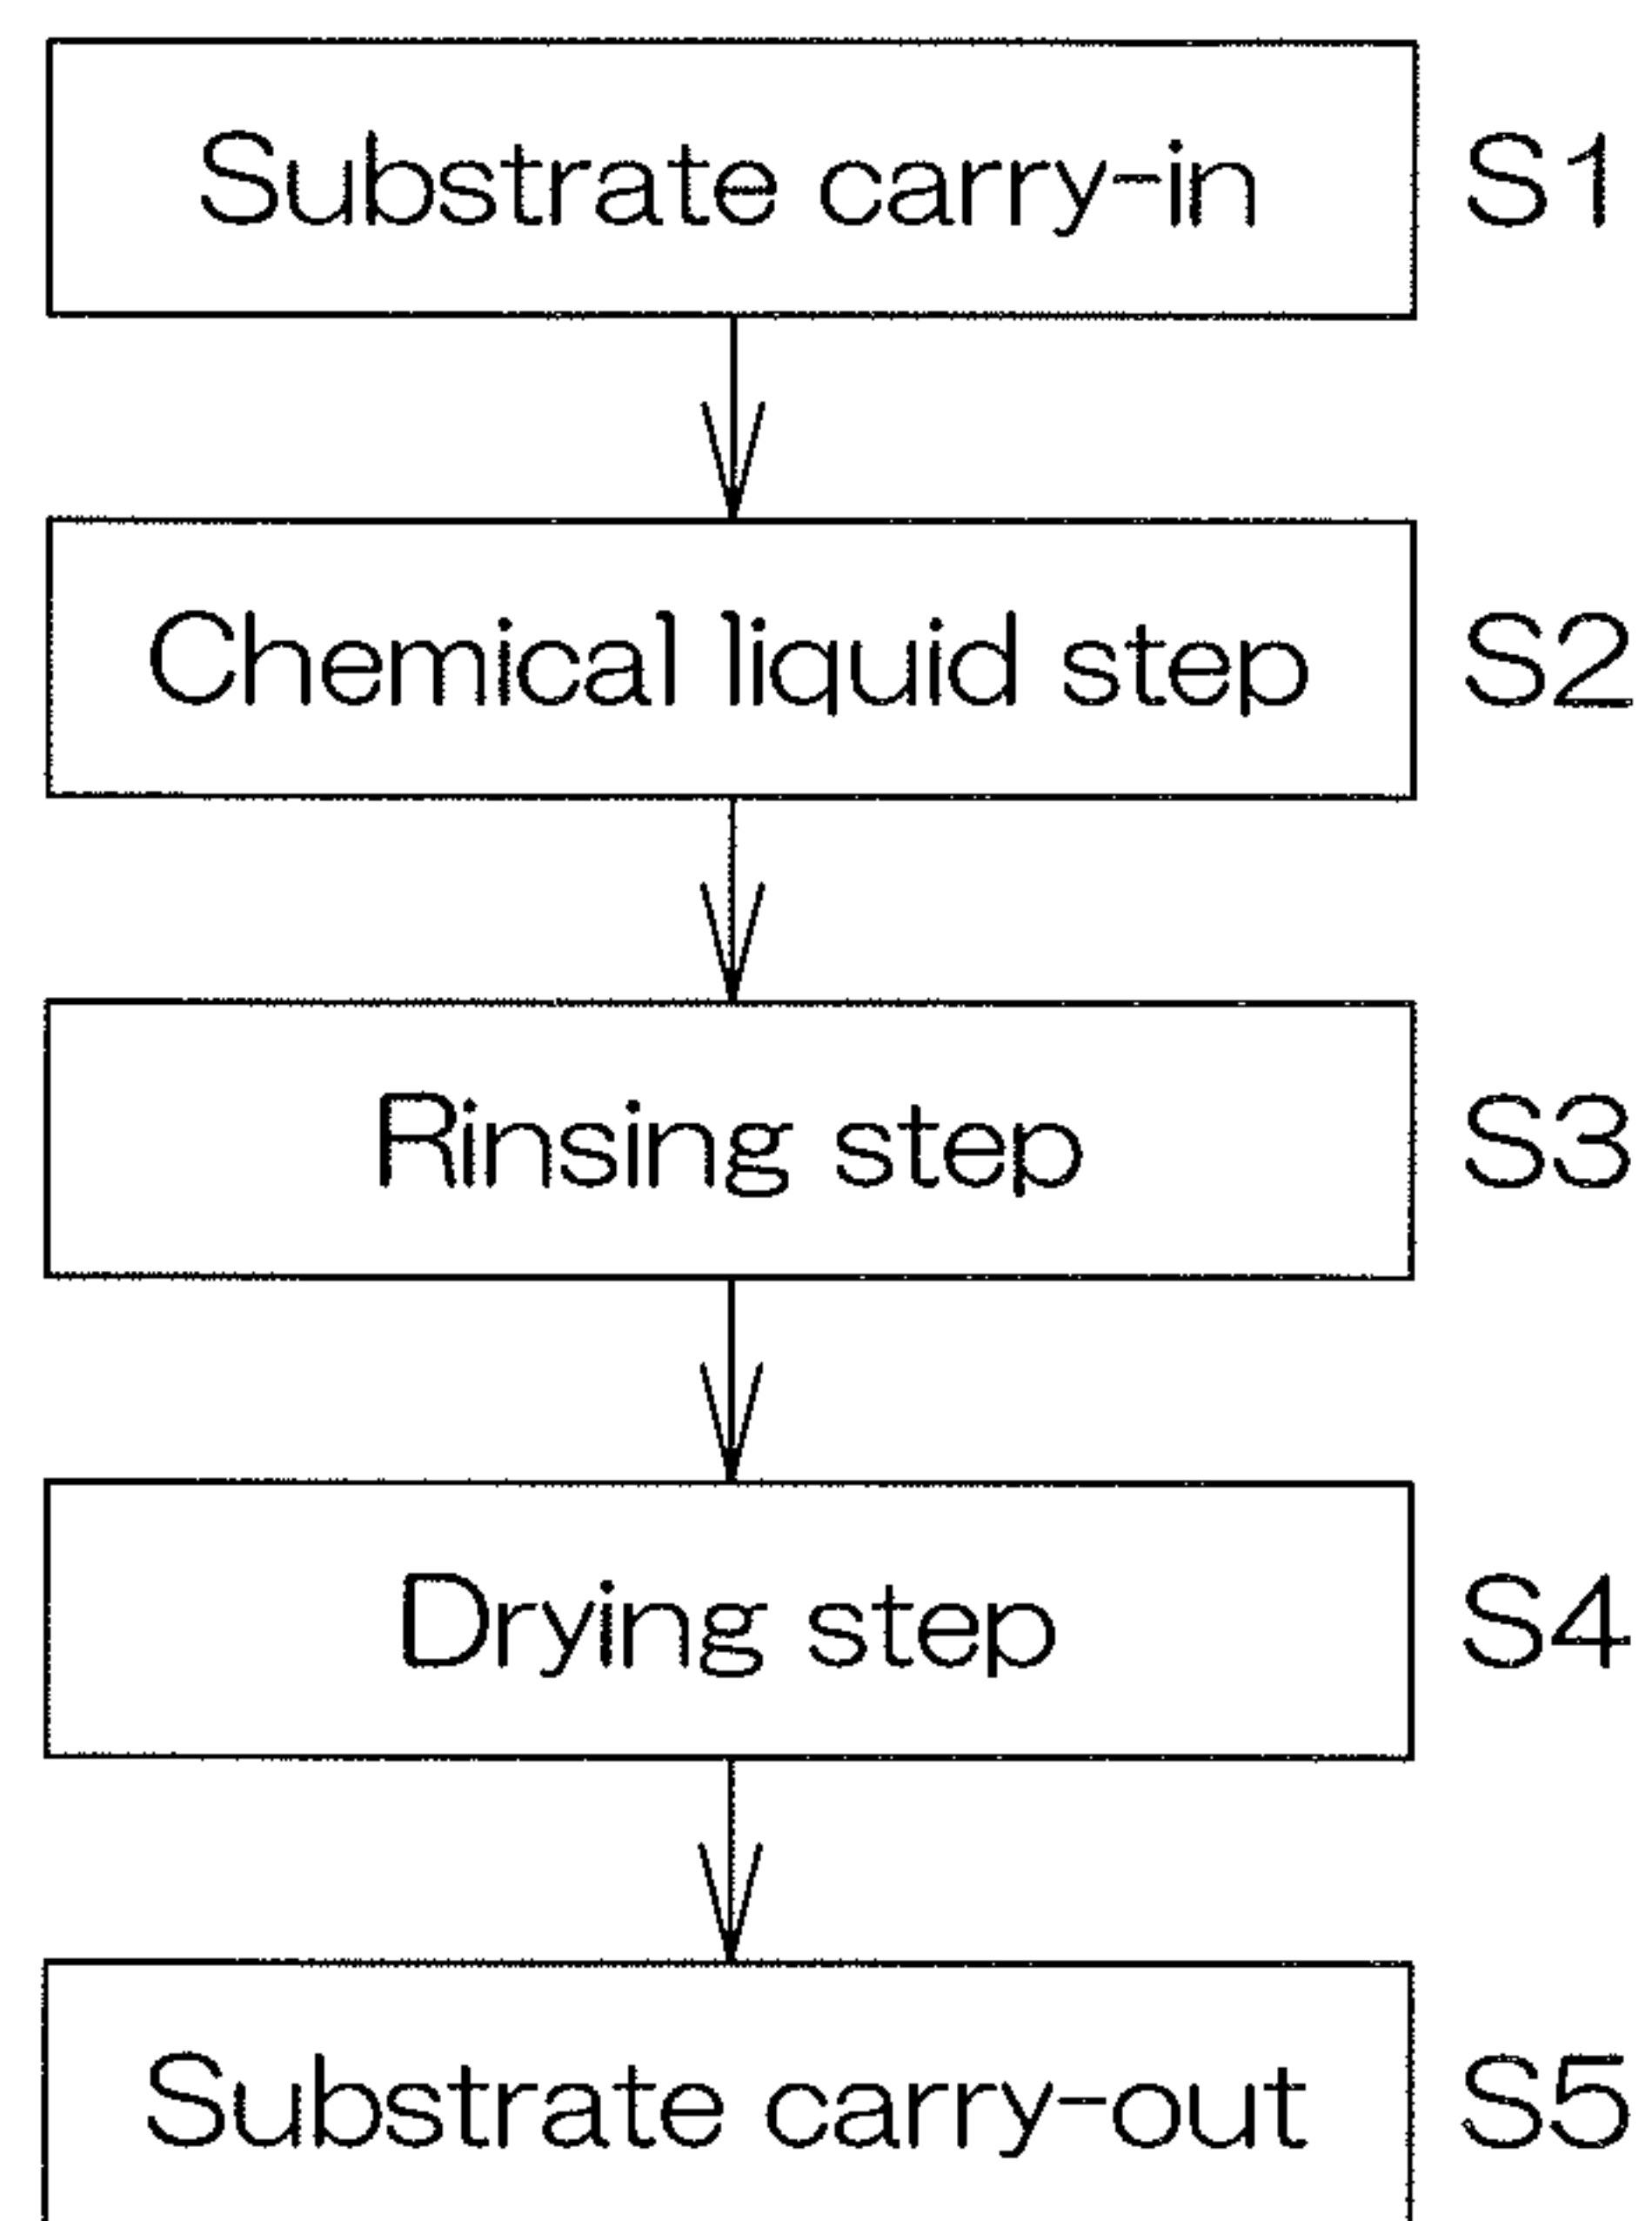 Substrate carry-in S1
Chemical liquid step S2
Rinsing step S3
Drying step S4
Substrate carry-out S5